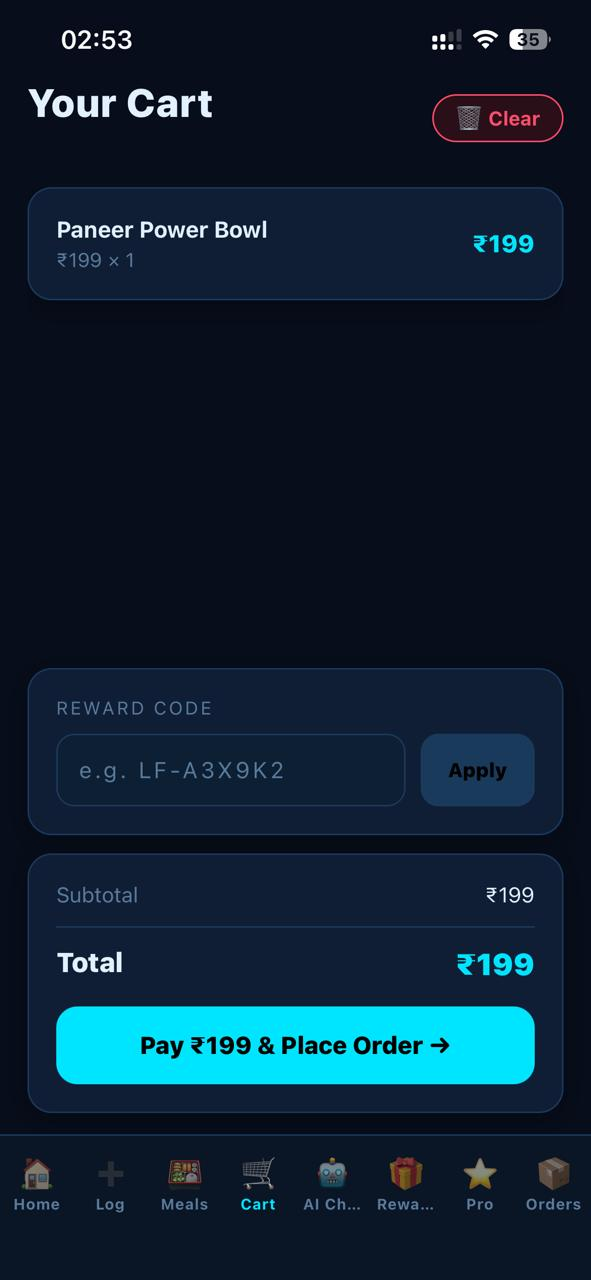 02:53
35
Your Cart
Clear
Paneer Power Bowl
₹199 × 1
₹199
REWARD CODE
e.g. LF-A3X9K2
Apply
Subtotal
₹199
Total
₹199
Pay ₹199 & Place Order →
Home
Log
Meals
Cart
AI Ch...
Rewa...
Pro
Orders